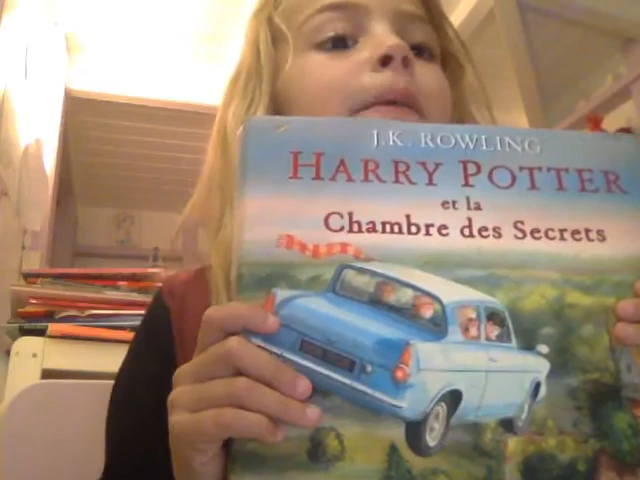 J.K. ROWLING
HARRY POTTER
et la
Chambre des Secrets